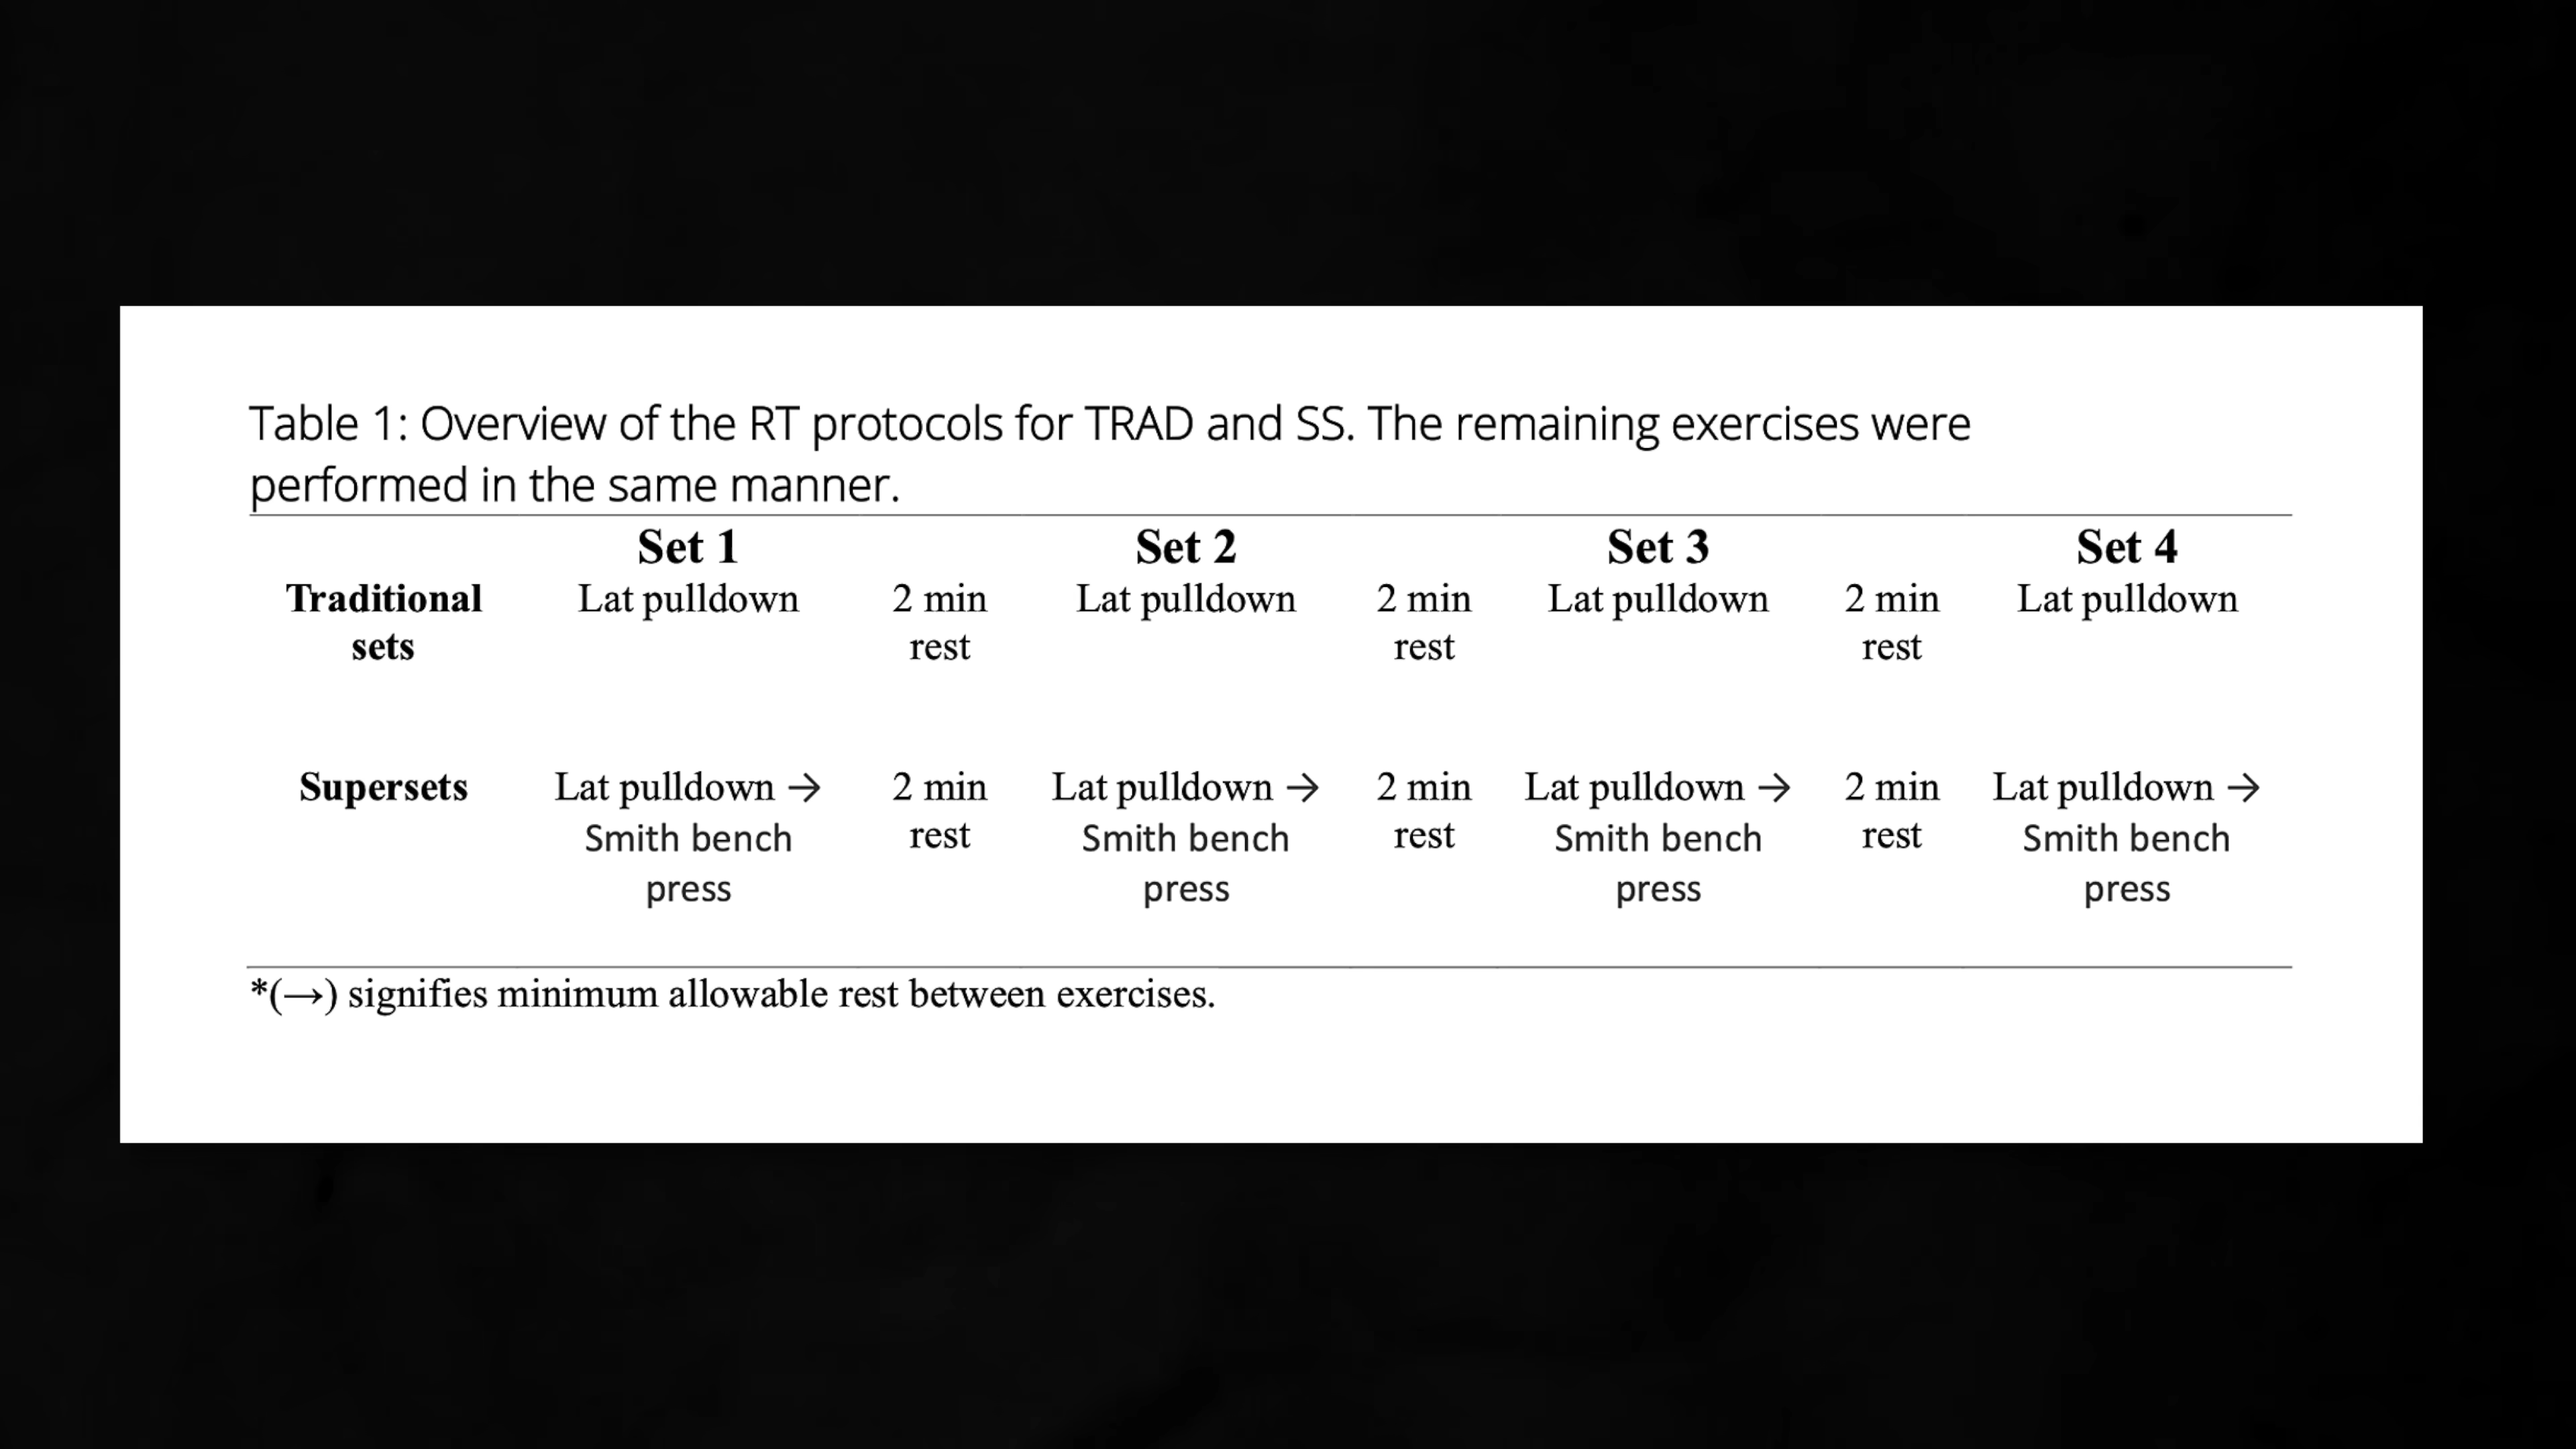 Table 1: Overview of the RT protocols for TRAD and SS. The remaining exercises were
performed in the same manner.
Set 1 Set 2 Set 3 Set 4
Traditional Lat pulldown 2 min Lat pulldown 2 min Lat pulldown 2 min Lat pulldown
sets rest rest rest
Supersets Lat pulldown → 2 min Lat pulldown → 2 min Lat pulldown → 2 min Lat pulldown →
Smith bench rest Smith bench rest Smith bench rest Smith bench
press press press press
*(→) signifies minimum allowable rest between exercises.